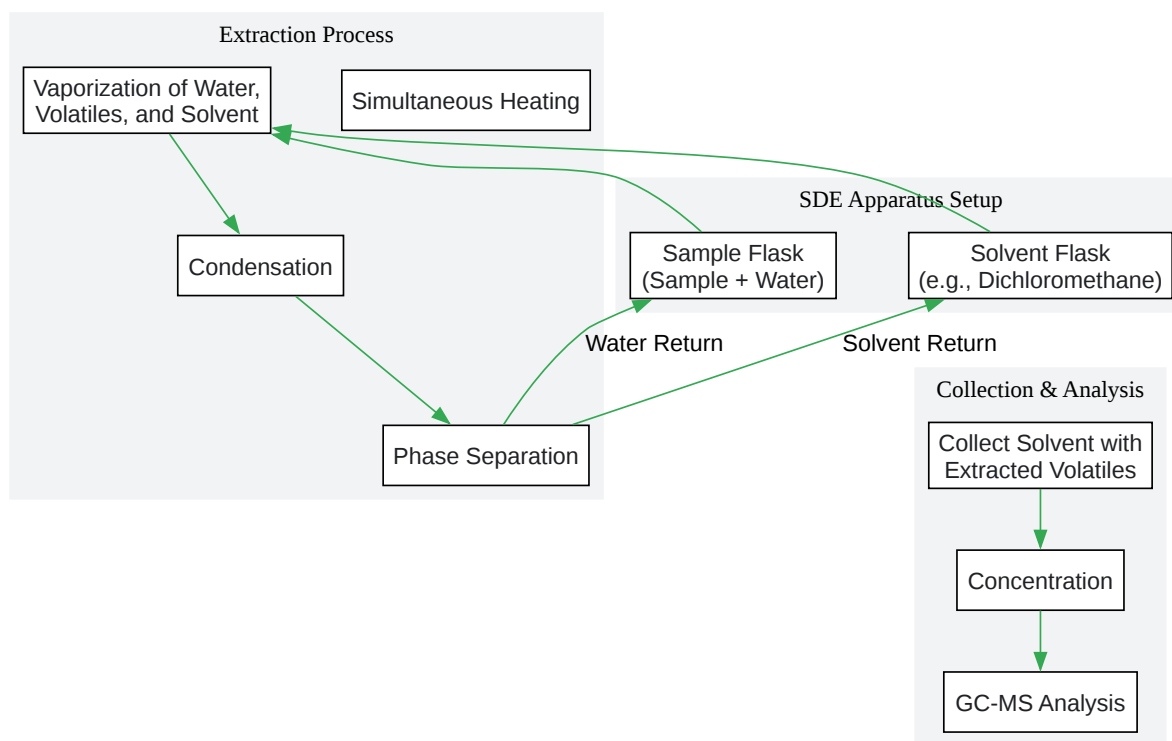 Extraction Process
Vaporization of Water,
Volatiles, and Solvent
Simultaneous Heating
Condensation
Phase Separation
SDE Apparatus Setup
Sample Flask
(Sample + Water)
Solvent Flask
(e.g., Dichloromethane)
Water Return
Solvent Return
Collection & Analysis
Collect Solvent with
Extracted Volatiles
Concentration
GC-MS Analysis